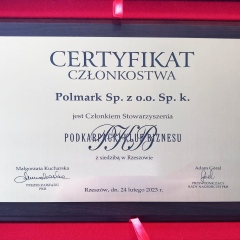 CERTYFIKAT
CZŁONKOSTWA
Polmark Sp. z o.o. Sp. k.
jest Członkiem Stowarzyszenia
PKB
PODKARPACKI KLUB BIZNESU
z siedzibą w Rzeszowie
Małgorzata Kucharska
Adam Góral
Rzeszów, dn. 24 lutego 2023 r.